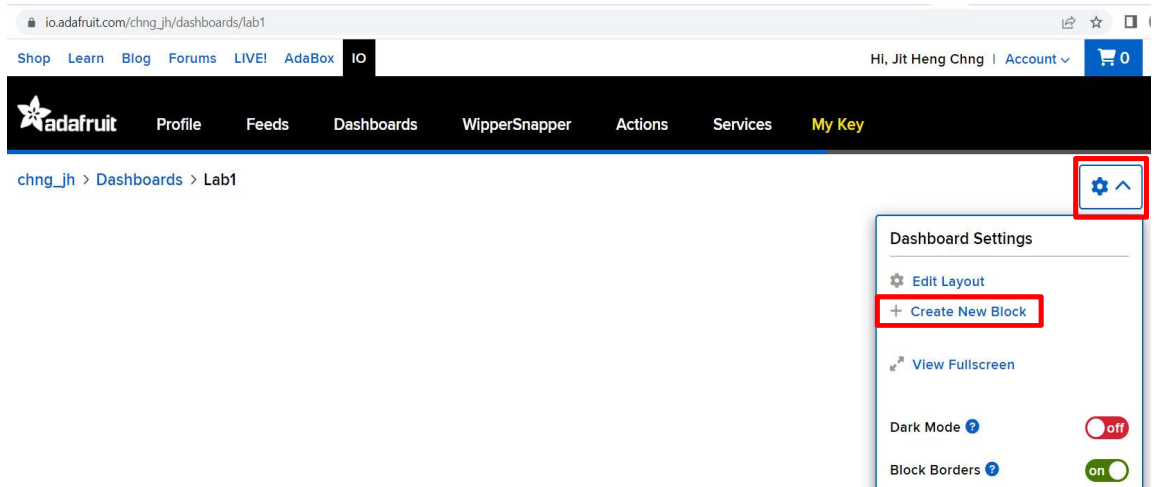 io.adafruit.com/chng_jh/dashboards/lab1
Shop Learn Blog Forums LIVE! AdaBox IO Hi, Jit Heng Chng | Account 0
adafruit Profile Feeds Dashboards WipperSnapper Actions Services My Key
chng_jh > Dashboards > Lab1
Dashboard Settings
Edit Layout
+ Create New Block
View Fullscreen
Dark Mode ? off
Block Borders ? on